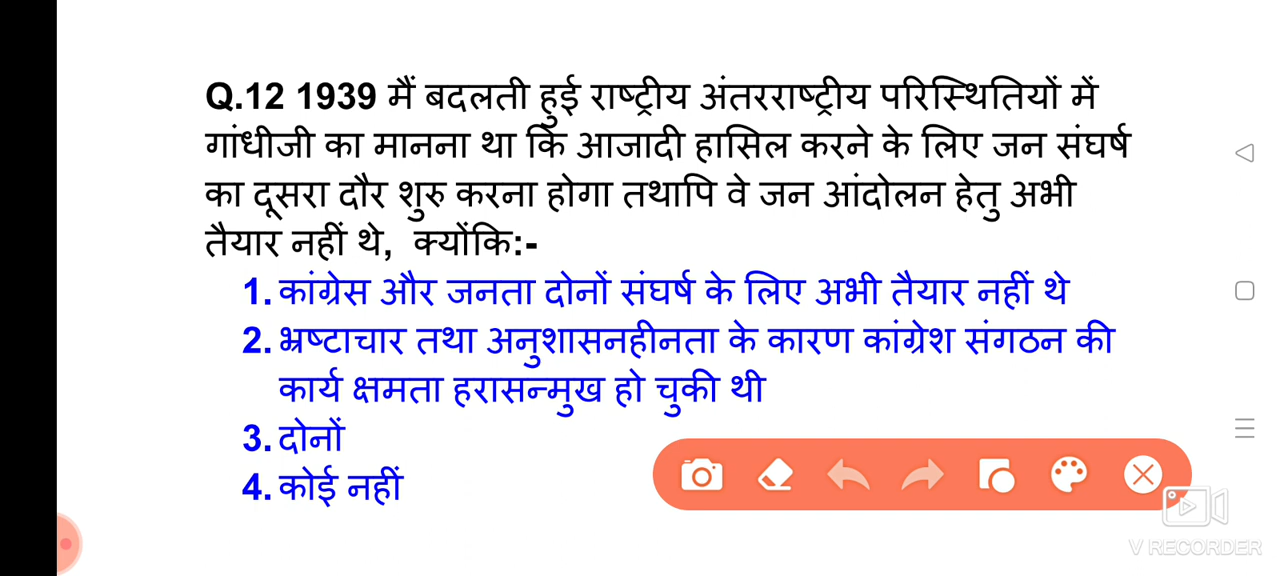 Q.12 1939 मैं बदलती हुई राष्ट्रीय अंतरराष्ट्रीय परिस्थितियों में
गांधीजी का मानना था कि आजादी हासिल करने के लिए जन संघर्ष
का दूसरा दौर शुरु करना होगा तथापि वे जन आंदोलन हेतु अभी
तैयार नहीं थे, क्योंकि:-
1. कांग्रेस और जनता दोनों संघर्ष के लिए अभी तैयार नहीं थे
2. भ्रष्टाचार तथा अनुशासनहीनता के कारण कांग्रेश संगठन की
कार्य क्षमता हरासन्मुख हो चुकी थी
3. दोनों
4. कोई नहीं
V RECORDER